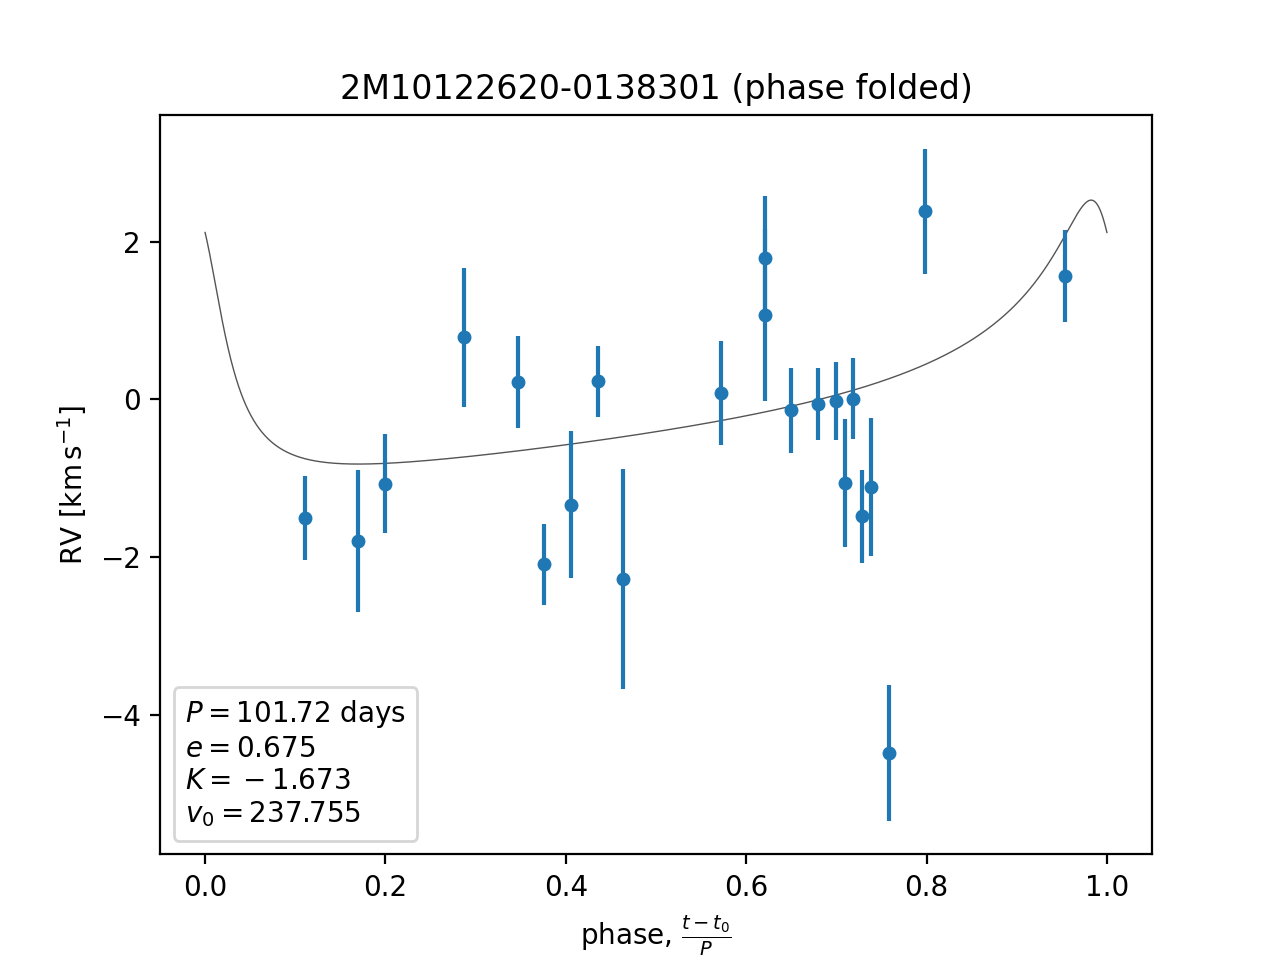 2M10122620-0138301 (phase folded)
RV [km s⁻¹]
2
0
−2
−4
P = 101.72 days
e = 0.675
K = − 1.673
v₀ = 237.755
0.0 0.2 0.4 0.6 0.8 1.0
phase, (t − t₀)/P